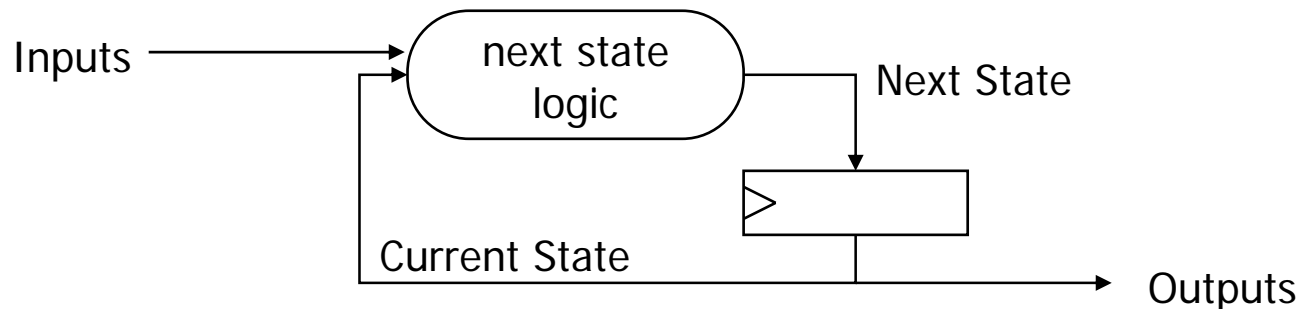 Inputs
next state
logic
Next State
Current State
Outputs